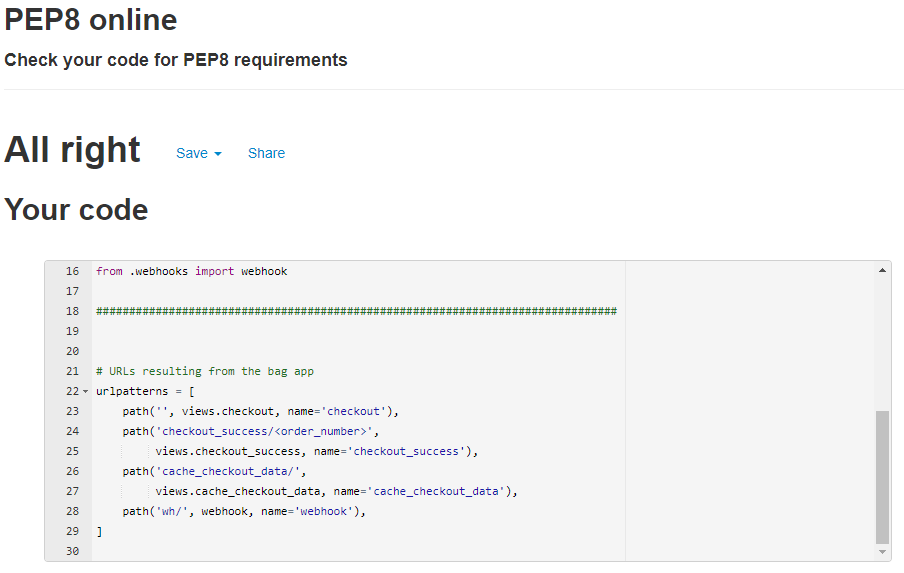 PEP8 online
Check your code for PEP8 requirements
All right Save Share
Your code
16 from .webhooks import webhook
17
18 ###############################################################################
19
20
21 # URLs resulting from the bag app
22 urlpatterns = [
23 path('', views.checkout, name='checkout'),
24 path('checkout_success/<order_number>',
25 views.checkout_success, name='checkout_success'),
26 path('cache_checkout_data/',
27 views.cache_checkout_data, name='cache_checkout_data'),
28 path('wh/', webhook, name='webhook'),
29 ]
30